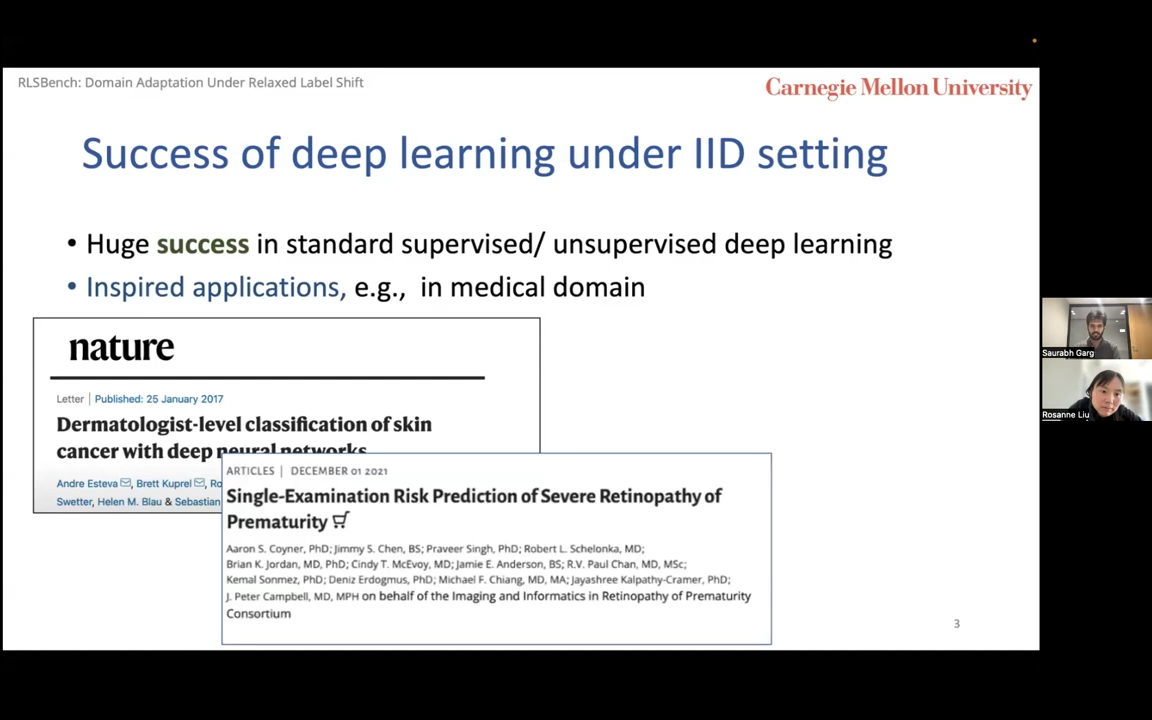 RLSBench: Domain Adaptation Under Relaxed Label Shift
Carnegie Mellon University
Success of deep learning under IID setting
• Huge success in standard supervised/ unsupervised deep learning
• Inspired applications, e.g., in medical domain
nature
Letter | Published: 25 January 2017
Dermatologist-level classification of skin
cancer with deep neural networks
Andre Esteva, Brett Kuprel, Ro
Swetter, Helen M. Blau & Sebastian
ARTICLES | DECEMBER 01 2021
Single-Examination Risk Prediction of Severe Retinopathy of
Prematurity
Aaron S. Coyner, PhD; Jimmy S. Chen, BS; Praveer Singh, PhD; Robert L. Schelonka, MD;
Brian K. Jordan, MD, PhD; Cindy T. McEvoy, MD; Jamie E. Anderson, BS; R.V. Paul Chan, MD, MSc;
Kemal Sonmez, PhD; Deniz Erdogmus, PhD; Michael F. Chiang, MD, MA; Jayashree Kalpathy-Cramer, PhD;
J. Peter Campbell, MD, MPH on behalf of the Imaging and Informatics in Retinopathy of Prematurity
Consortium
3
Saurabh Garg
Rosanne Liu